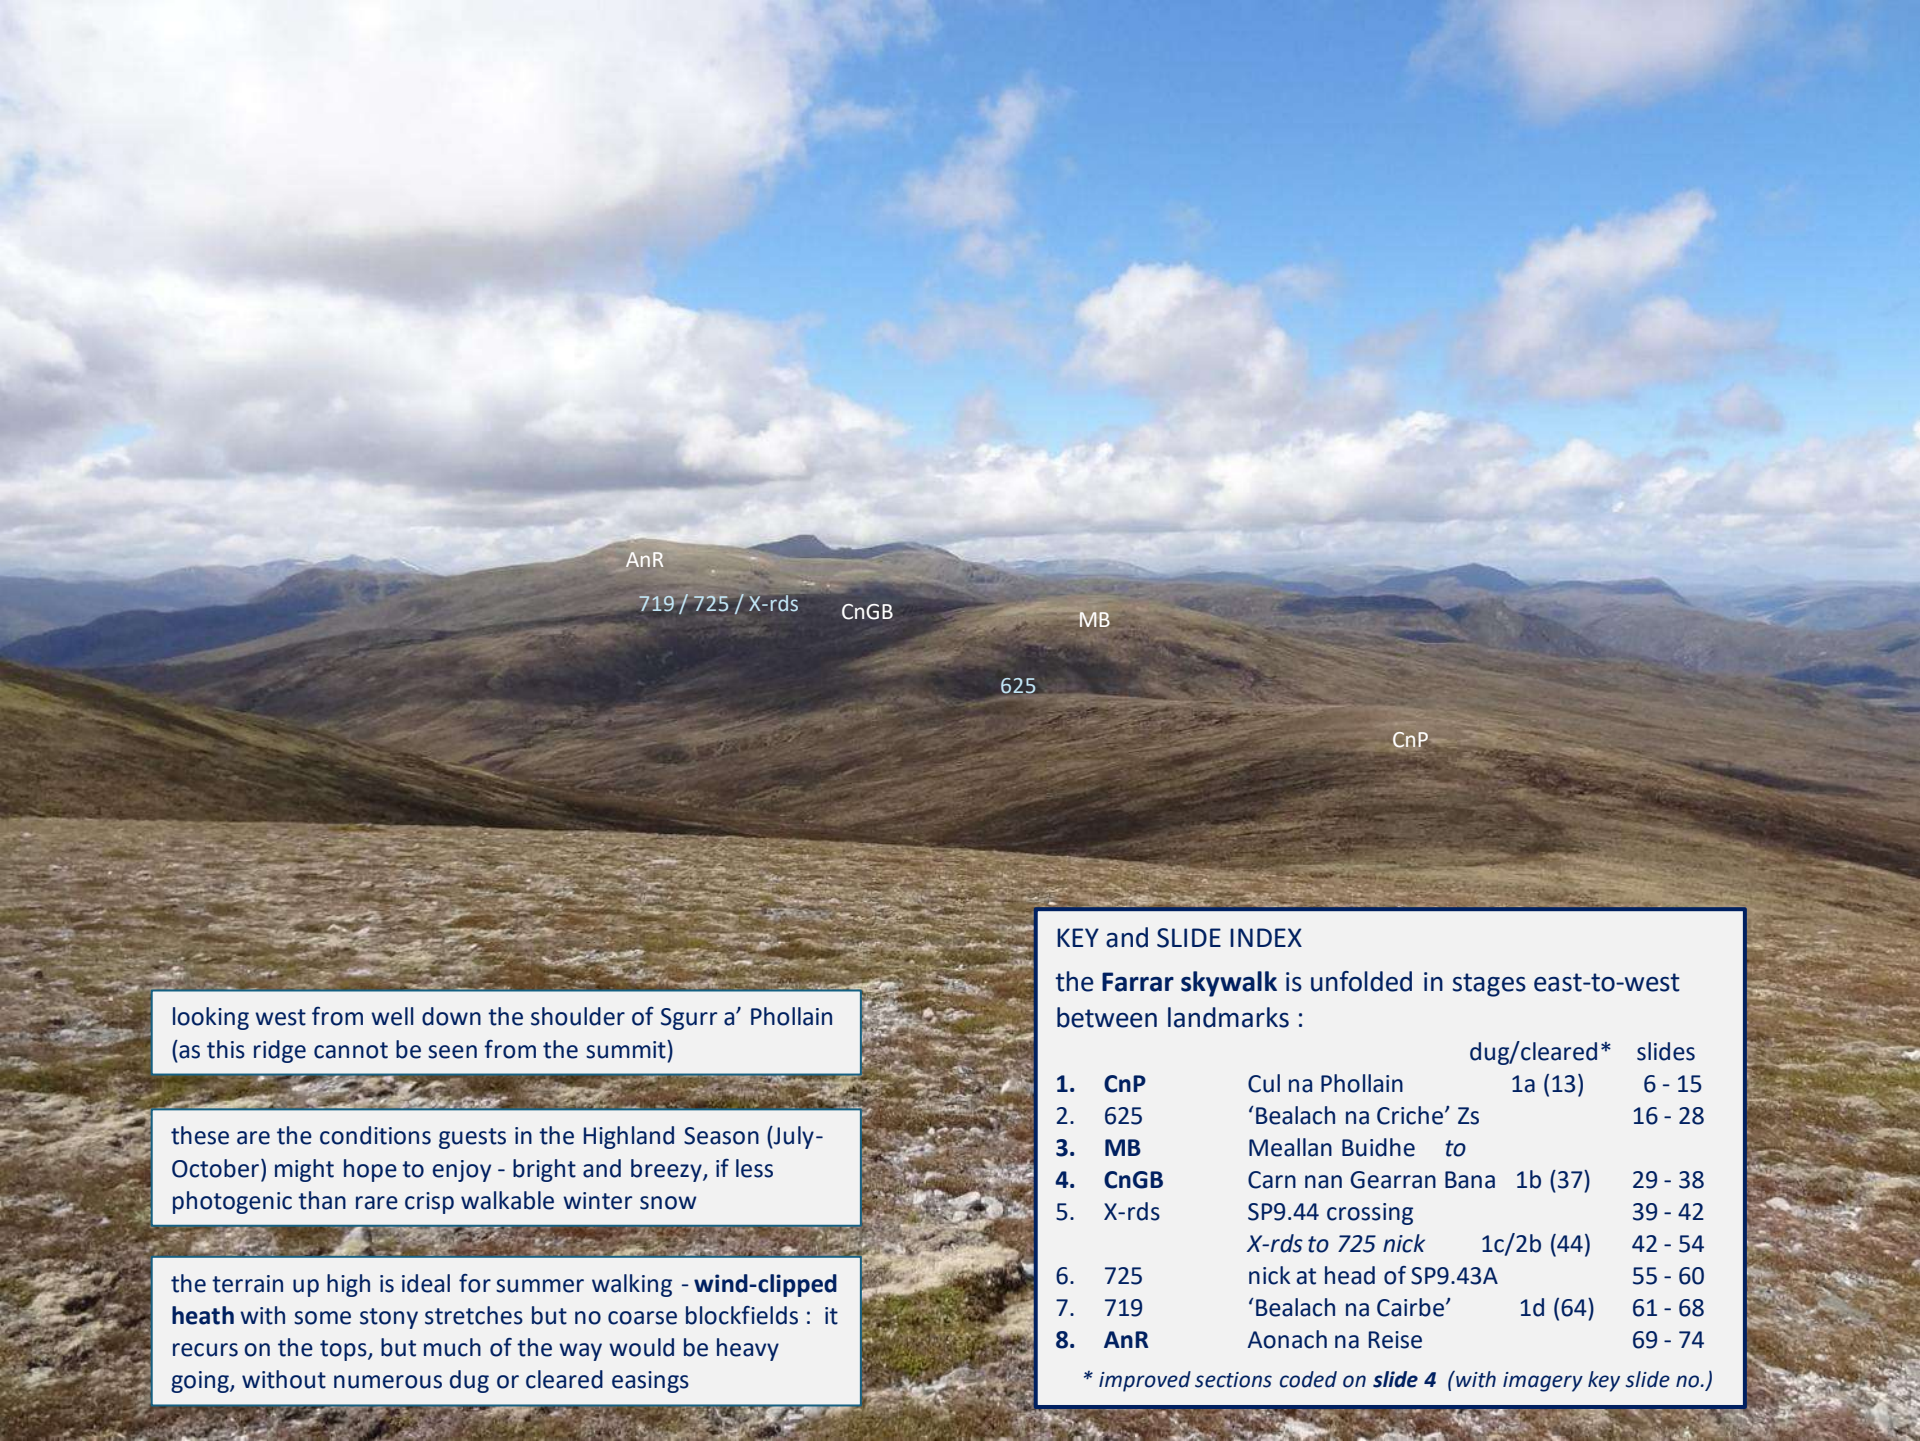 AnR
719 / 725 / X-rds
CnGB
MB
625
CnP
looking west from well down the shoulder of Sgurr a’ Phollain
(as this ridge cannot be seen from the summit)
these are the conditions guests in the Highland Season (July-
October) might hope to enjoy - bright and breezy, if less
photogenic than rare crisp walkable winter snow
the terrain up high is ideal for summer walking - wind-clipped
heath with some stony stretches but no coarse blockfields : it
recurs on the tops, but much of the way would be heavy
going, without numerous dug or cleared easings
KEY and SLIDE INDEX
the Farrar skywalk is unfolded in stages east-to-west
between landmarks :
dug/cleared* slides
1. CnP Cul na Phollain 1a (13) 6 - 15
2. 625 ‘Bealach na Criche’ Zs 16 - 28
3. MB Meallan Buidhe to
4. CnGB Carn nan Gearran Bana 1b (37) 29 - 38
5. X-rds SP9.44 crossing 39 - 42
X-rds to 725 nick 1c/2b (44) 42 - 54
6. 725 nick at head of SP9.43A 55 - 60
7. 719 ‘Bealach na Cairbe’ 1d (64) 61 - 68
8. AnR Aonach na Reise 69 - 74
* improved sections coded on slide 4 (with imagery key slide no.)